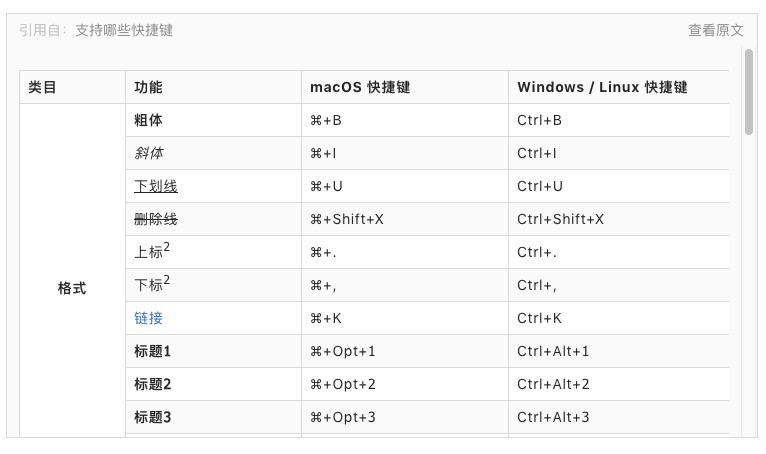 引用自：支持哪些快捷键 查看原文
类目 功能 macOS 快捷键 Windows / Linux 快捷键
粗体 ⌘+B Ctrl+B
斜体 ⌘+I Ctrl+I
下划线 ⌘+U Ctrl+U
删除线 ⌘+Shift+X Ctrl+Shift+X
上标2 ⌘+. Ctrl+.
下标2 ⌘+, Ctrl+,
格式
链接 ⌘+K Ctrl+K
标题1 ⌘+Opt+1 Ctrl+Alt+1
标题2 ⌘+Opt+2 Ctrl+Alt+2
标题3 ⌘+Opt+3 Ctrl+Alt+3